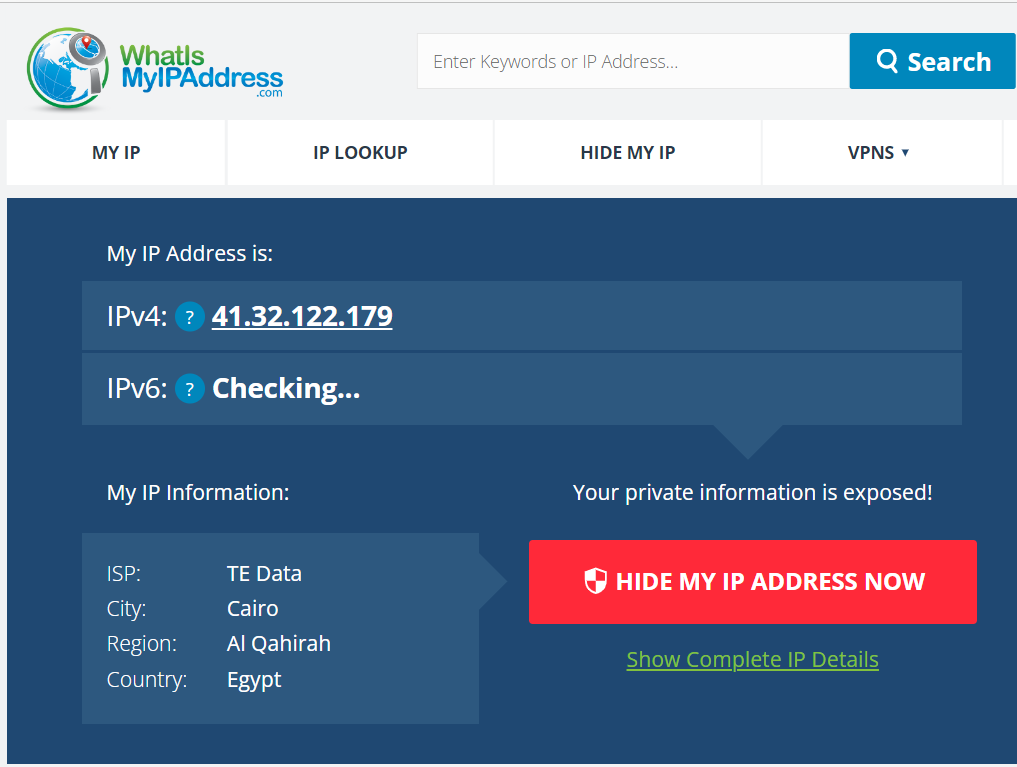 WhatIs
MyIPAddress
.com
Enter Keywords or IP Address...
Search
MY IP
IP LOOKUP
HIDE MY IP
VPNS ▾
My IP Address is:
IPv4: ? 41.32.122.179
IPv6: ? Checking...
My IP Information:
ISP: TE Data
City: Cairo
Region: Al Qahirah
Country: Egypt
Your private information is exposed!
HIDE MY IP ADDRESS NOW
Show Complete IP Details